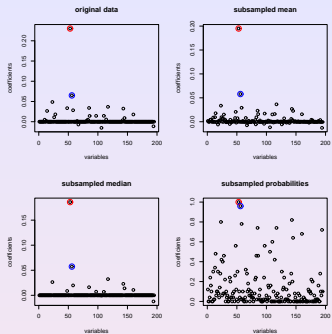 original data
subsampled mean
coefficients
0.00 0.05 0.10 0.15 0.20
0 50 100 150 200
variables
coefficients
0.00 0.05 0.10 0.15 0.20
0 50 100 150 200
variables
subsampled median
subsampled probabilities
coefficients
0.00 0.05 0.10 0.15
0 50 100 150 200
variables
coefficients
0.0 0.2 0.4 0.6 0.8 1.0
0 50 100 150 200
variables